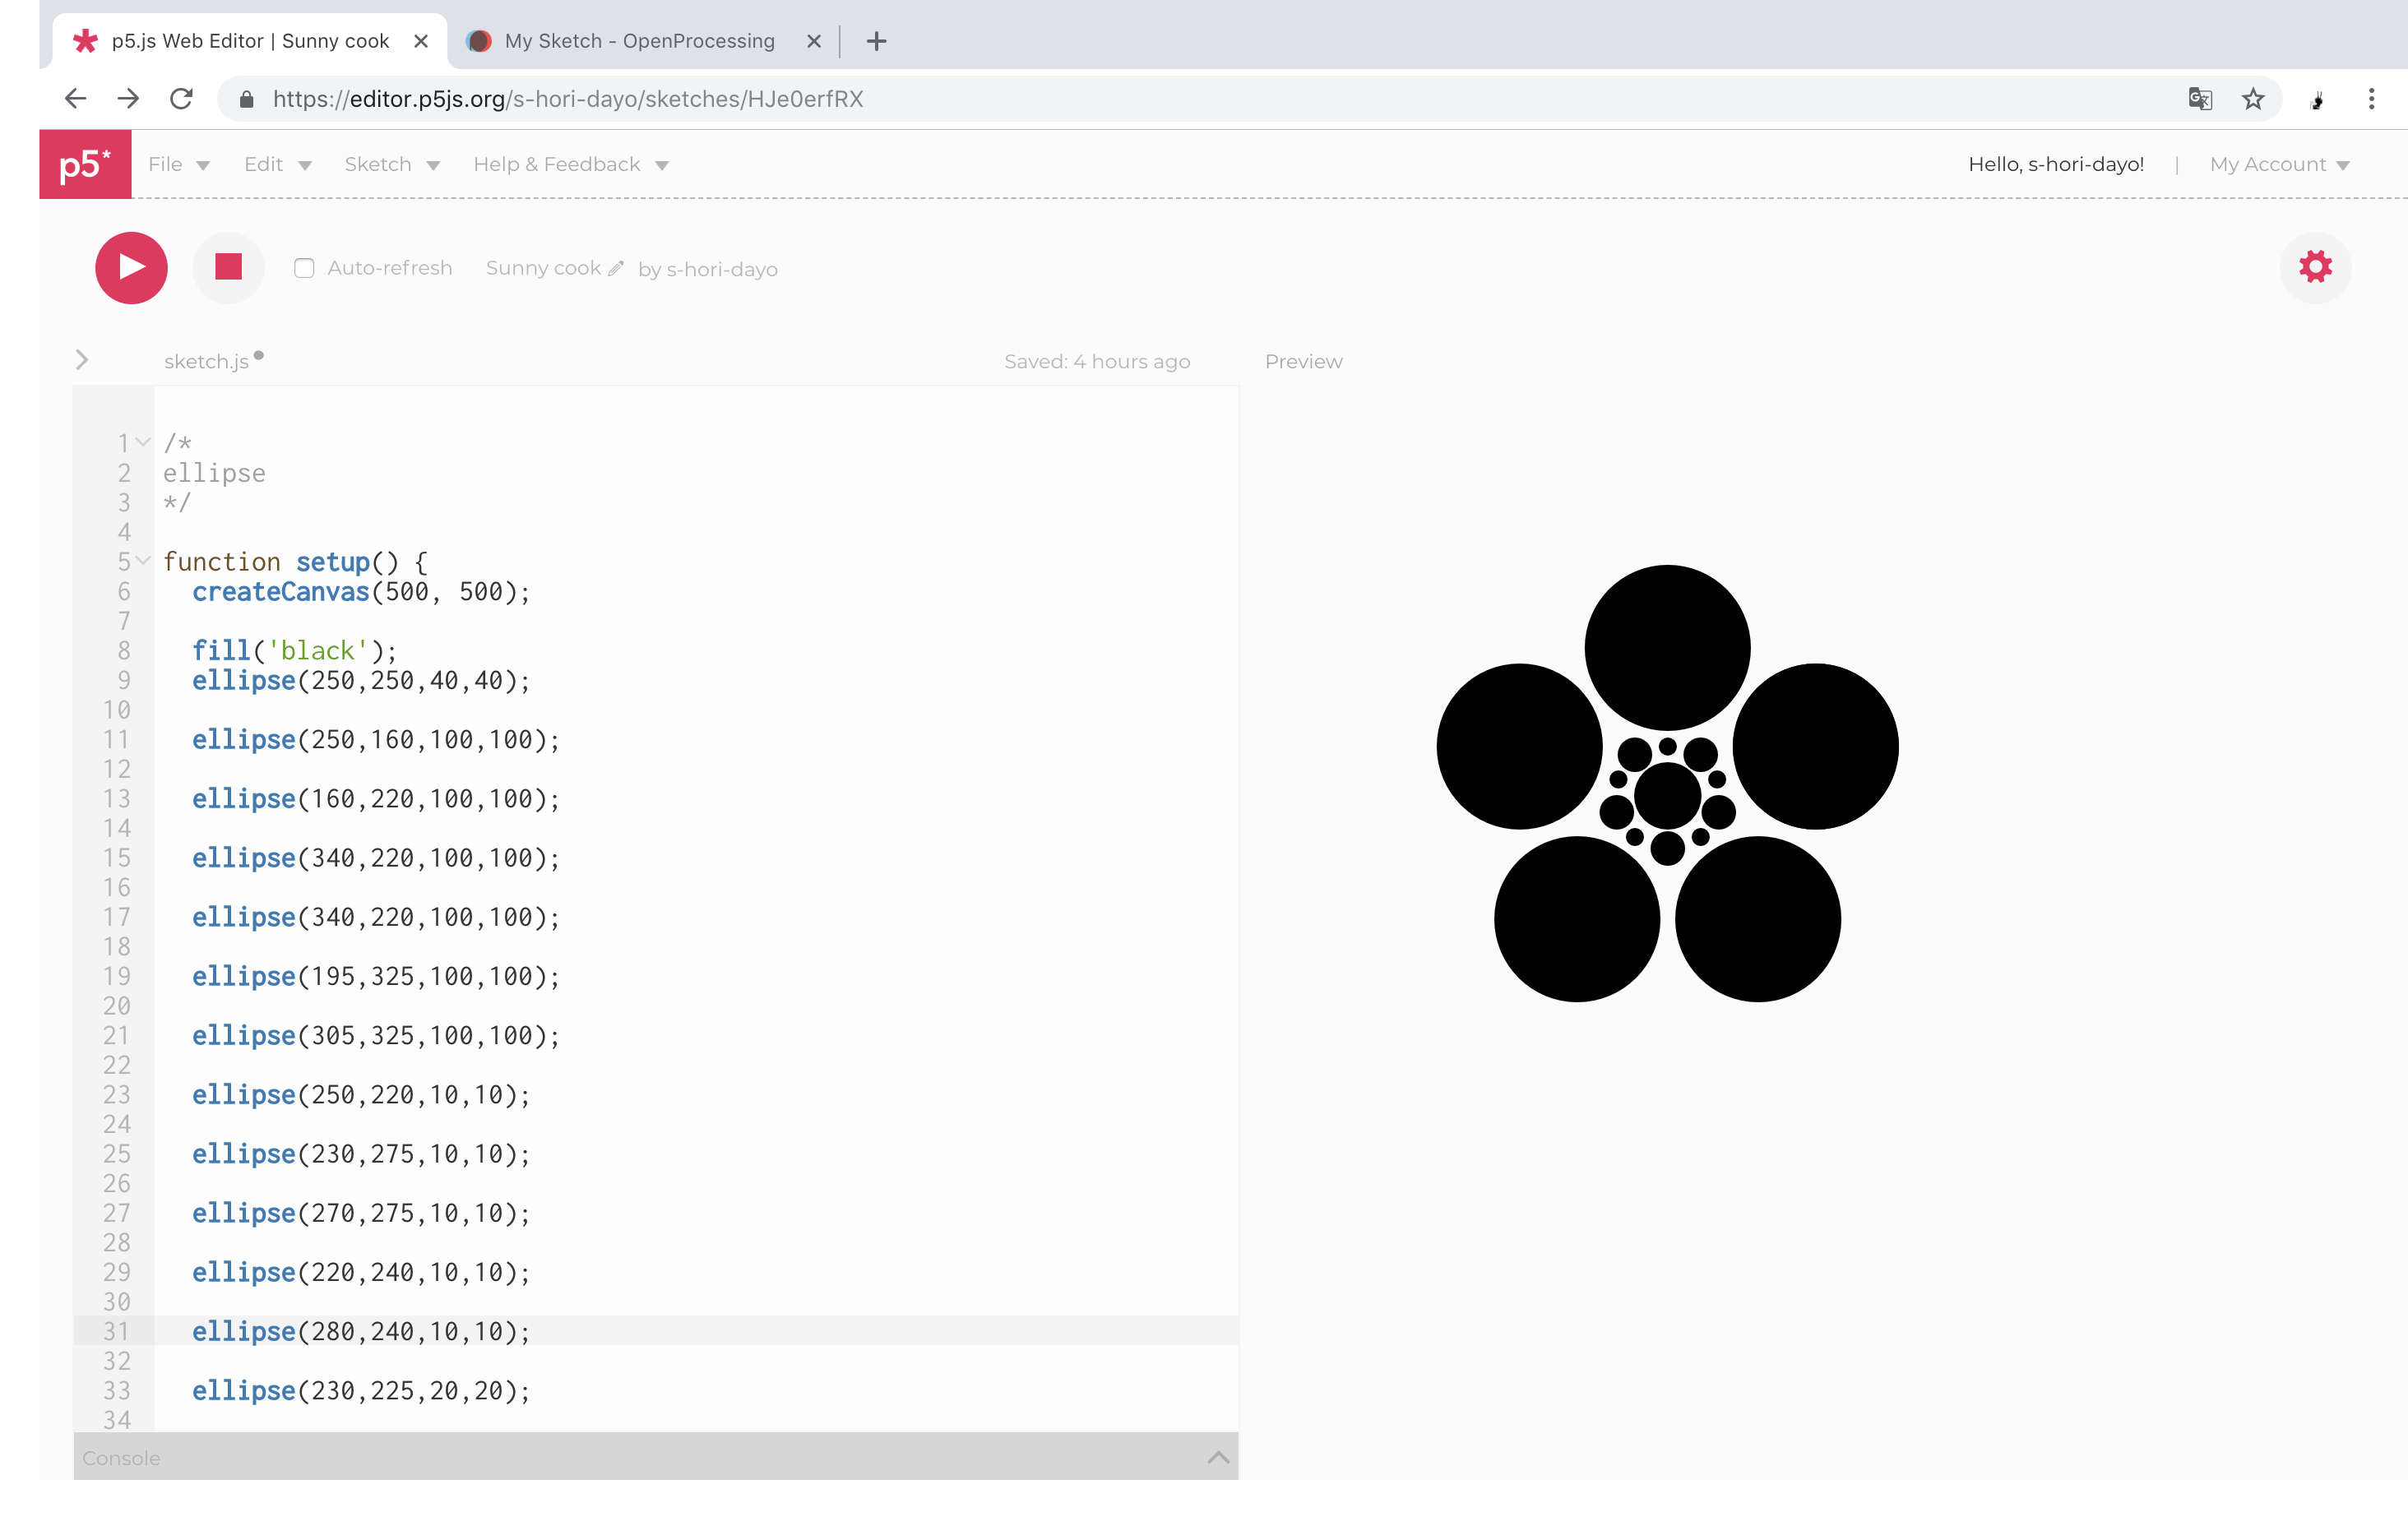 p5.js Web Editor | Sunny cook
My Sketch - OpenProcessing
https://editor.p5js.org/s-hori-dayo/sketches/HJe0erfRX
p5* File Edit Sketch Help & Feedback Hello, s-hori-dayo! | My Account
Auto-refresh Sunny cook by s-hori-dayo
sketch.js Saved: 4 hours ago Preview
1 /*
2 ellipse
3 */
4
5 function setup() {
6 createCanvas(500, 500);
7
8 fill('black');
9 ellipse(250,250,40,40);
10
11 ellipse(250,160,100,100);
12
13 ellipse(160,220,100,100);
14
15 ellipse(340,220,100,100);
16
17 ellipse(340,220,100,100);
18
19 ellipse(195,325,100,100);
20
21 ellipse(305,325,100,100);
22
23 ellipse(250,220,10,10);
24
25 ellipse(230,275,10,10);
26
27 ellipse(270,275,10,10);
28
29 ellipse(220,240,10,10);
30
31 ellipse(280,240,10,10);
32
33 ellipse(230,225,20,20);
34
Console